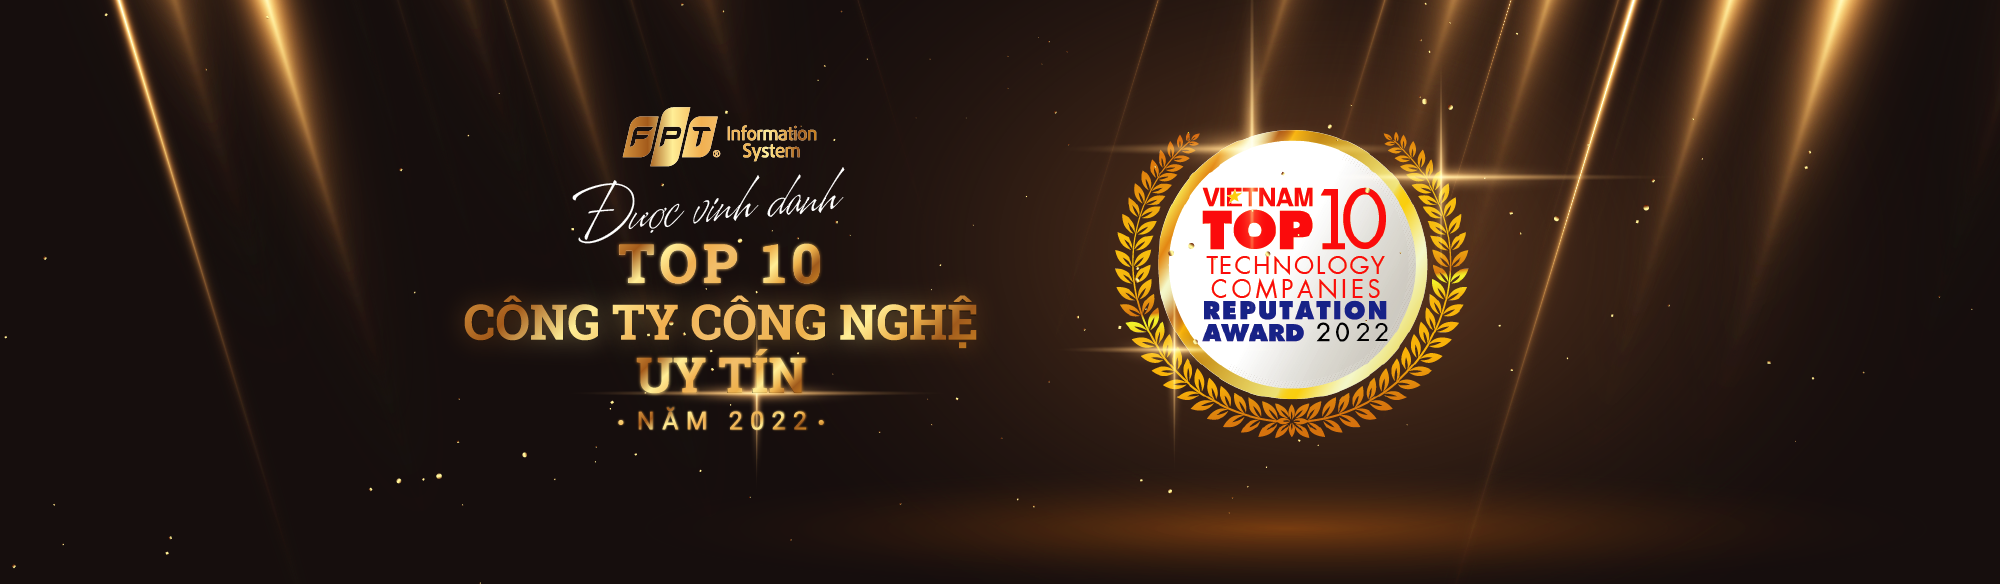 FPT® Information
System
Được vinh danh
TOP 10
CÔNG TY CÔNG NGHỆ
UY TÍN
· NĂM 2022 ·
VIETNAM
TOP 10
TECHNOLOGY
COMPANIES
REPUTATION
AWARD 2022